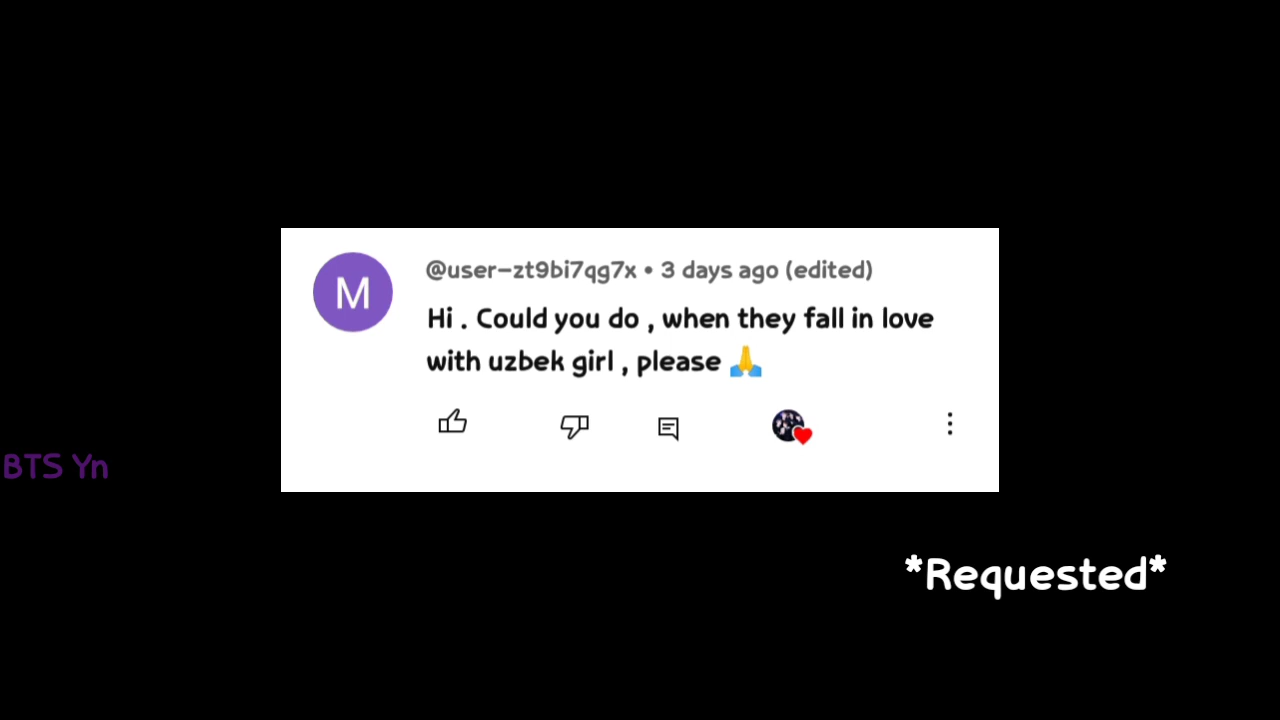 M
@user-zt9bi7qg7x • 3 days ago (edited)
Hi . Could you do , when they fall in love
with uzbek girl , please 🙏
BTS Yn
*Requested*